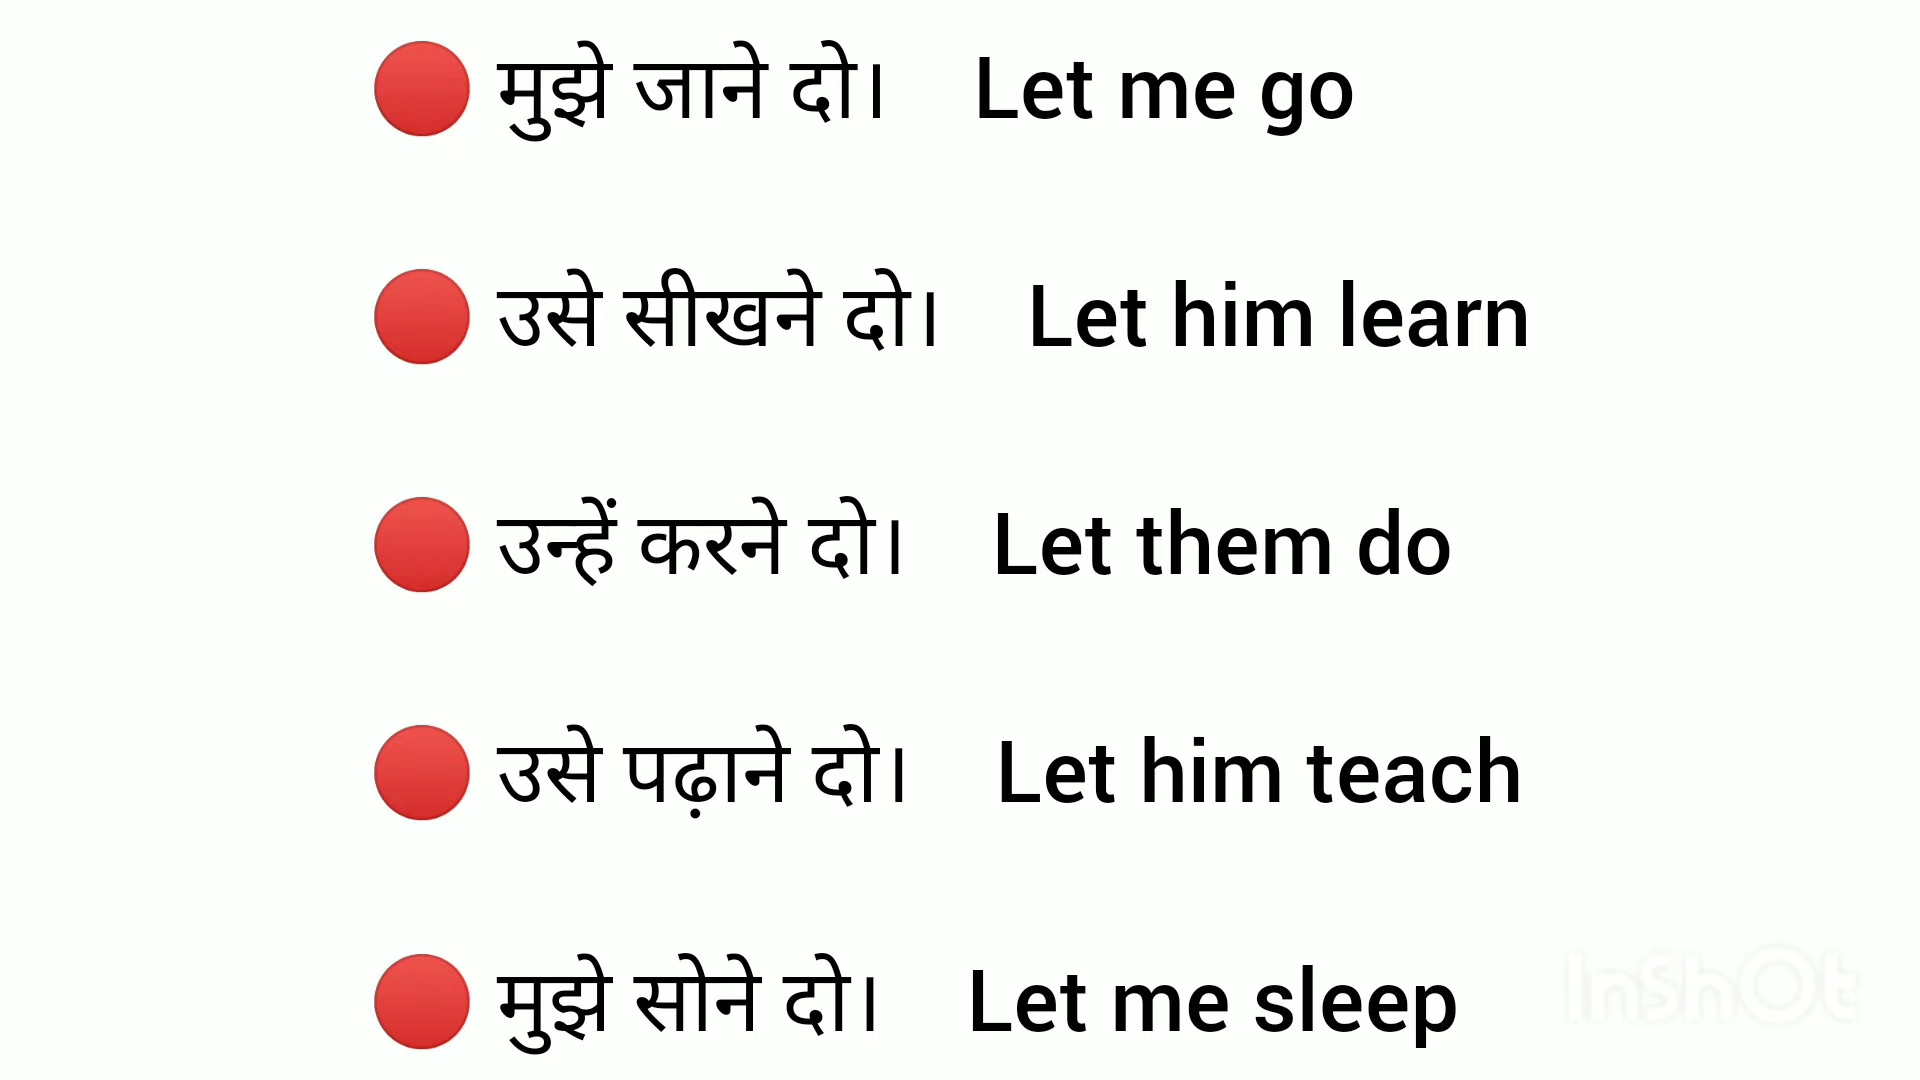 🔴 मुझे जाने दो। Let me go
🔴 उसे सीखने दो। Let him learn
🔴 उन्हें करने दो। Let them do
🔴 उसे पढ़ाने दो। Let him teach
🔴 मुझे सोने दो। Let me sleep
InShOt